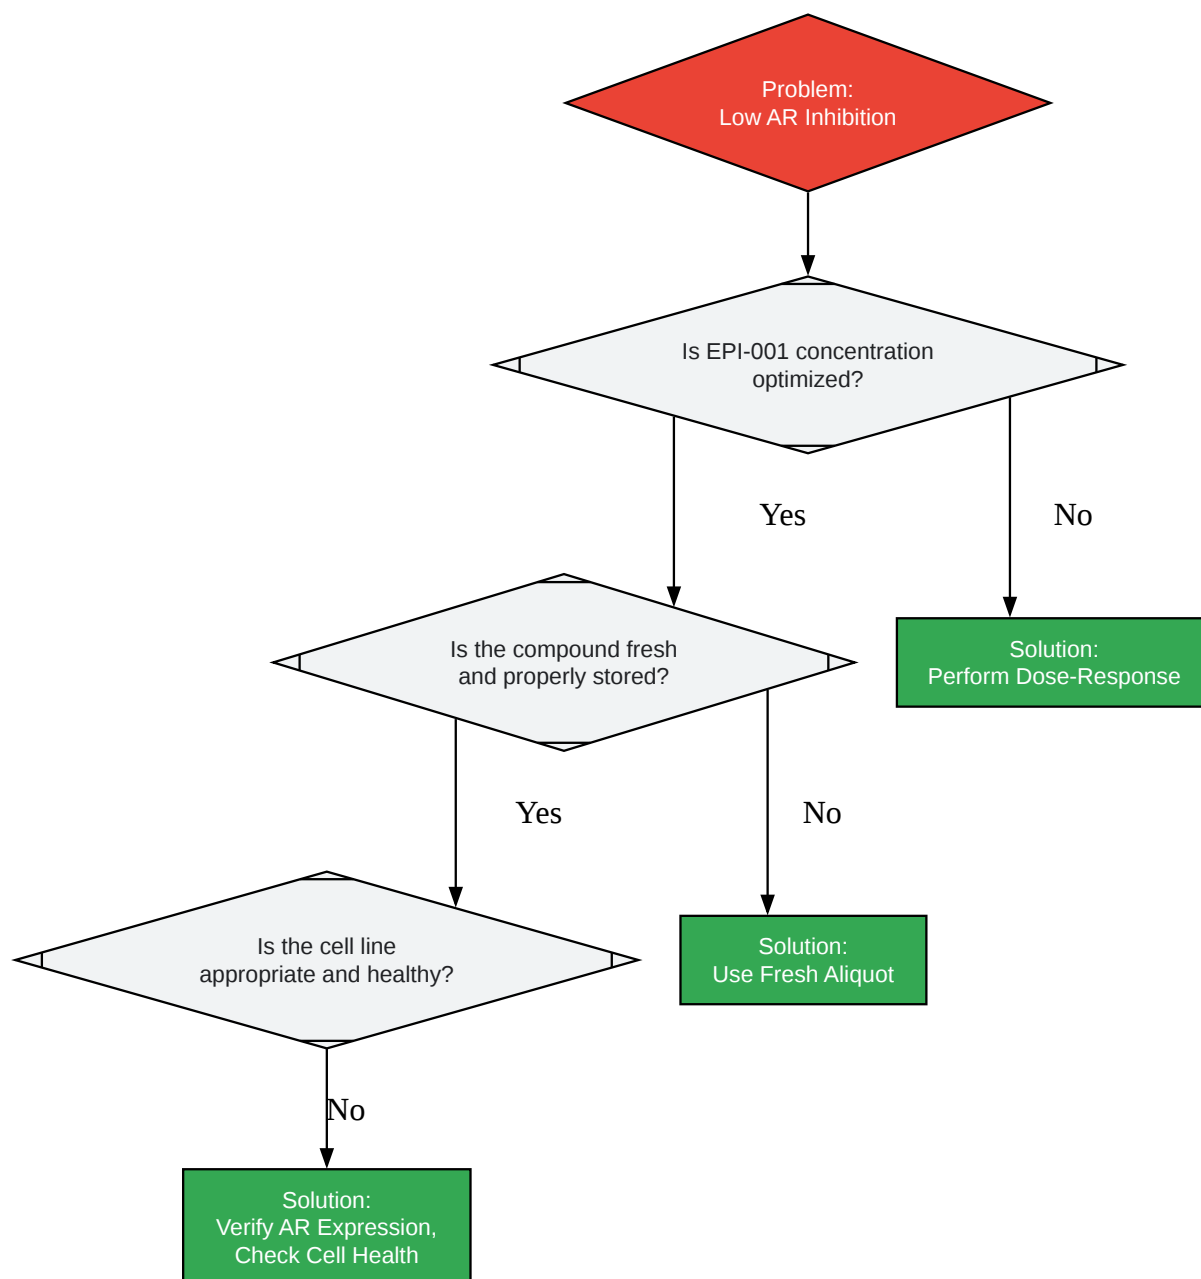 Problem:
Low AR Inhibition
Is EPI-001 concentration
optimized?
Yes
No
Is the compound fresh
and properly stored?
Solution:
Perform Dose-Response
Yes
No
Is the cell line
appropriate and healthy?
Solution:
Use Fresh Aliquot
No
Solution:
Verify AR Expression,
Check Cell Health